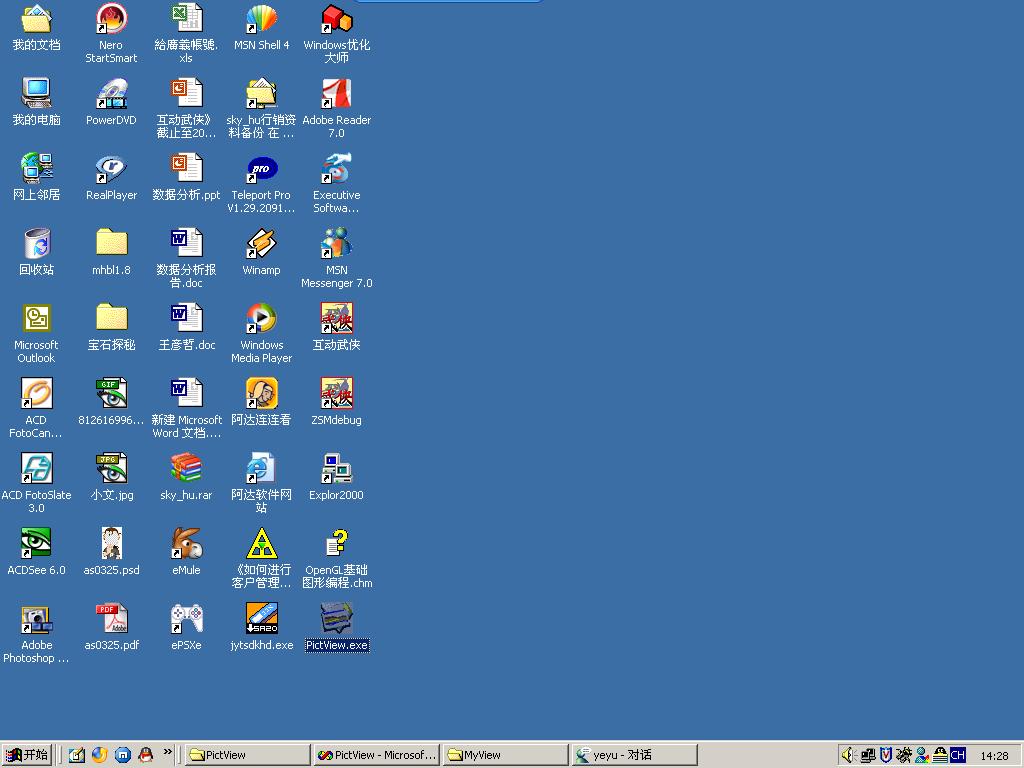 我的文档
Nero
StartSmart
給廣義帳號.
xls
MSN Shell 4
Windows优化
大师
我的电脑
PowerDVD
互动武侠》
截止至20...
sky_hu行销资
料备份 在 ...
Adobe Reader
7.0
网上邻居
RealPlayer
数据分析.ppt
pro
Teleport Pro
V1.29.2091...
Executive
Softwa...
回收站
mhbl1.8
数据分析报
告.doc
Winamp
MSN
Messenger 7.0
Microsoft
Outlook
宝石探秘
王彦哲.doc
Windows
Media Player
互动武侠
ACD
FotoCan...
GIF
812616996...
新建 Microsoft
Word 文档....
阿达连连看
ZSMdebug
ACD FotoSlate
3.0
JPG
小文.jpg
sky_hu.rar
阿达软件网
站
Explor2000
ACDSee 6.0
as0325.psd
eMule
《如何进行
客户管理...
OpenGL基础
图形编程.chm
Adobe
Photoshop ...
PDF
Adobe
as0325.pdf
ePSXe
SA20
jytsdkhd.exe
PictView.exe
开始
PictView
PictView - Microsof...
MyView
yeyu - 对话
CH
14:28